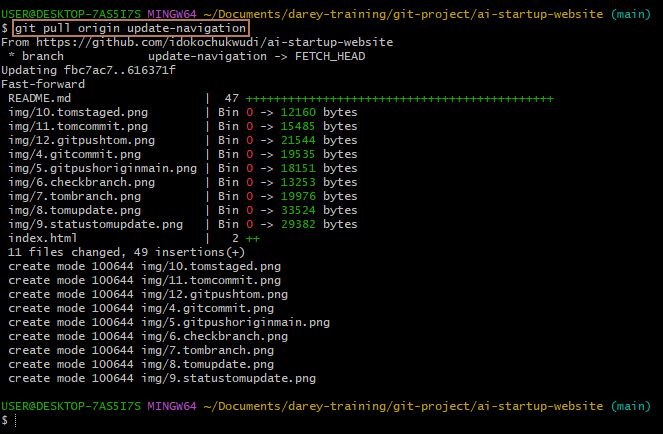 USER@DESKTOP-7AS5I7S MINGW64 ~/Documents/darey-training/git-project/ai-startup-website (main)
$ git pull origin update-navigation
From https://github.com/idokochukwudi/ai-startup-website
 * branch            update-navigation -> FETCH_HEAD
Updating fbc7ac7..616371f
Fast-forward
 README.md                  |  47 ++++++++++++++++++++++++++++++++++++++++++++
 img/10.tomstaged.png       | Bin 0 -> 12160 bytes
 img/11.tomcommit.png       | Bin 0 -> 15485 bytes
 img/12.gitpushtom.png      | Bin 0 -> 21544 bytes
 img/4.gitcommit.png        | Bin 0 -> 19535 bytes
 img/5.gitpushoriginmain.png | Bin 0 -> 18151 bytes
 img/6.checkbranch.png      | Bin 0 -> 13253 bytes
 img/7.tombranch.png        | Bin 0 -> 19976 bytes
 img/8.tomupdate.png        | Bin 0 -> 33524 bytes
 img/9.statustomupdate.png  | Bin 0 -> 29382 bytes
 index.html                 |   2 ++
 11 files changed, 49 insertions(+)
 create mode 100644 img/10.tomstaged.png
 create mode 100644 img/11.tomcommit.png
 create mode 100644 img/12.gitpushtom.png
 create mode 100644 img/4.gitcommit.png
 create mode 100644 img/5.gitpushoriginmain.png
 create mode 100644 img/6.checkbranch.png
 create mode 100644 img/7.tombranch.png
 create mode 100644 img/8.tomupdate.png
 create mode 100644 img/9.statustomupdate.png
USER@DESKTOP-7AS5I7S MINGW64 ~/Documents/darey-training/git-project/ai-startup-website (main)
$